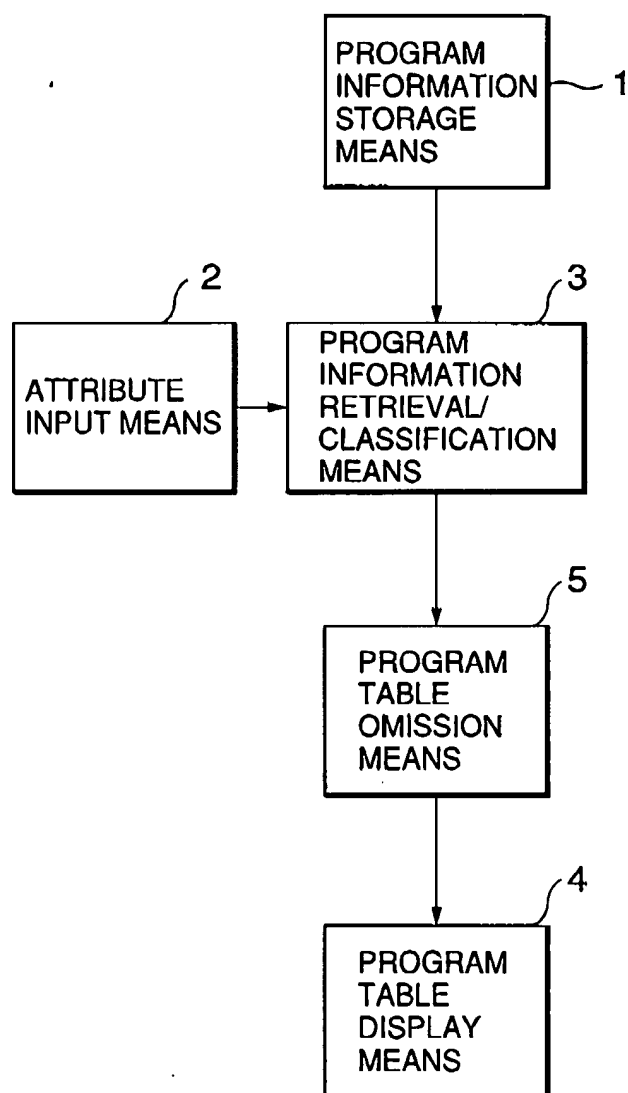 PROGRAM
INFORMATION
STORAGE
MEANS
1
2
3
ATTRIBUTE
INPUT MEANS
PROGRAM
INFORMATION
RETRIEVAL/
CLASSIFICATION
MEANS
5
PROGRAM
TABLE
OMISSION
MEANS
4
PROGRAM
TABLE
DISPLAY
MEANS